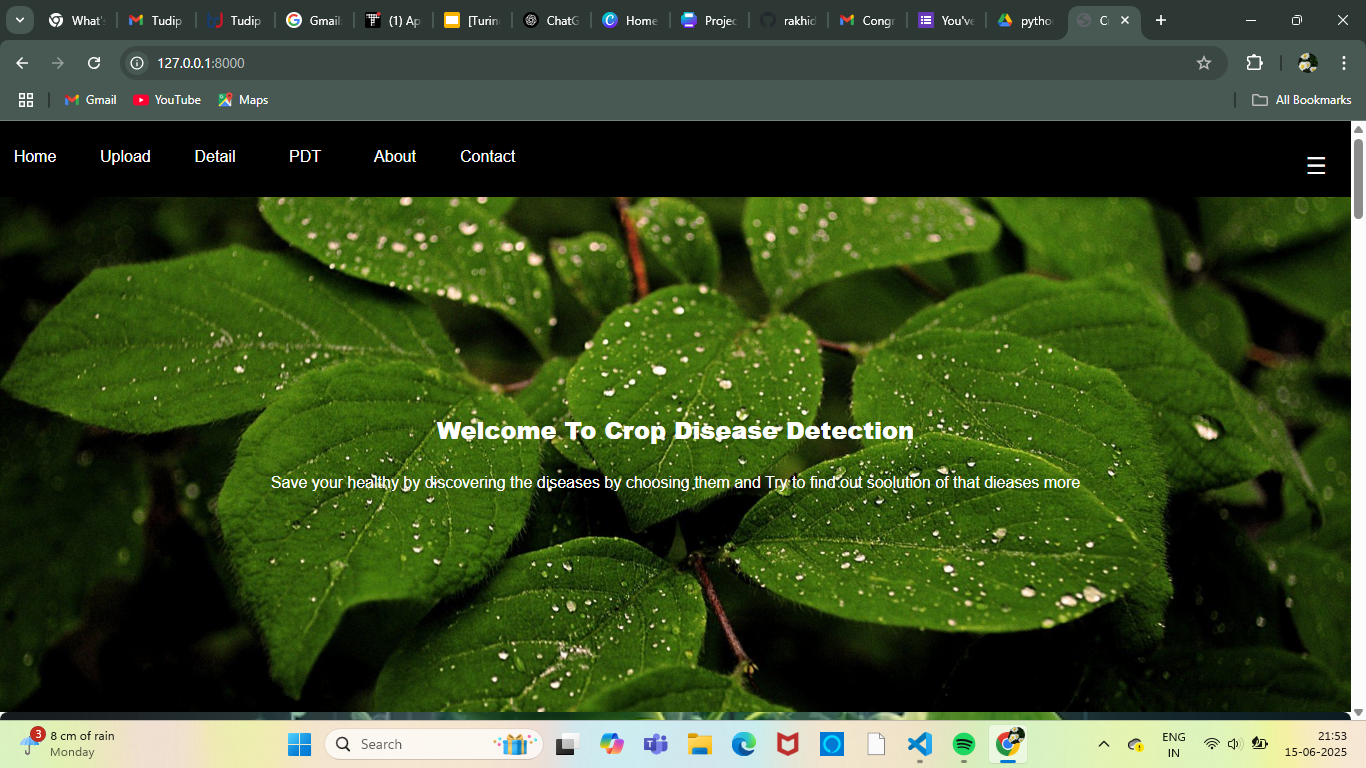 What's
Tudip
Tudip
Gmail
(1) Ap
[Turin
ChatG
Home
Projec
rakhid
Congr
You've
pytho
127.0.0.1:8000
Gmail
YouTube
Maps
All Bookmarks
Home Upload Detail PDT About Contact
Welcome To Crop Disease Detection
Save your healthy by discovering the diseases by choosing them and Try to find out soolution of that dieases more
3
8 cm of rain
Monday
Search
ENG
IN
21:53
15-06-2025